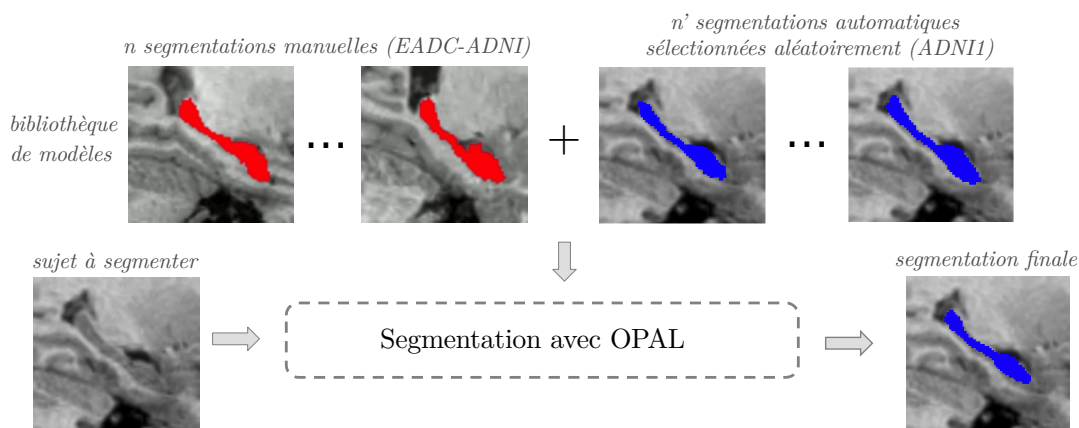 n segmentations manuelles (EADC-ADNI)
n' segmentations automatiques
sélectionnées aléatoirement (ADNI1)
bibliothèque
de modèles
... + ...
sujet à segmenter
segmentation finale
Segmentation avec OPAL